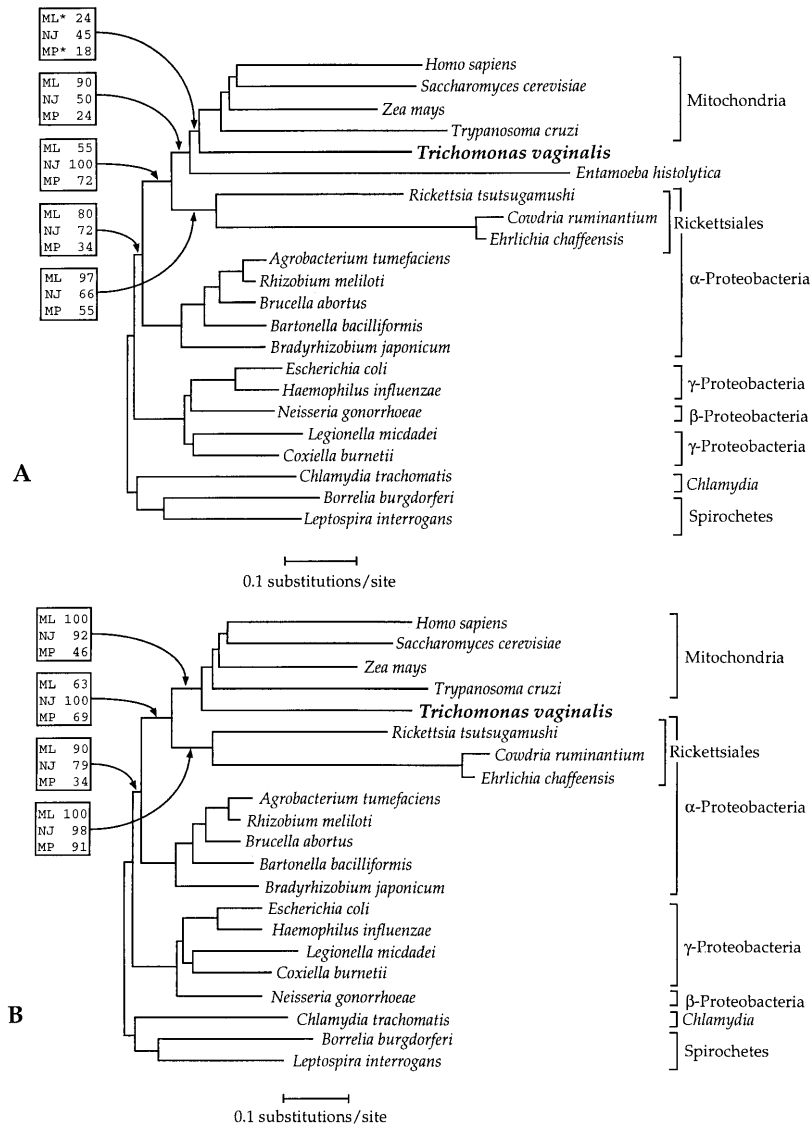 ML* 24
NJ 45
MP* 18
ML 90
NJ 50
MP 24
ML 55
NJ 100
MP 72
ML 80
NJ 72
MP 34
ML 97
NJ 66
MP 55
Homo sapiens
Saccharomyces cerevisiae
Zea mays
Trypanosoma cruzi
Trichomonas vaginalis
Entamoeba histolytica
Rickettsia tsutsugamushi
Cowdria ruminantium
Ehrlichia chaffeensis
Agrobacterium tumefaciens
Rhizobium meliloti
Brucella abortus
Bartonella bacilliformis
Bradyrhizobium japonicum
Escherichia coli
Haemophilus influenzae
Neisseria gonorrhoeae
Legionella micdadei
Coxiella burnetii
Chlamydia trachomatis
Borrelia burgdorferi
Leptospira interrogans
Mitochondria
Rickettsiales
α-Proteobacteria
γ-Proteobacteria
β-Proteobacteria
γ-Proteobacteria
Chlamydia
Spirochetes
A
0.1 substitutions/site
ML 100
NJ 92
MP 46
ML 63
NJ 100
MP 69
ML 90
NJ 79
MP 34
ML 100
NJ 98
MP 91
Homo sapiens
Saccharomyces cerevisiae
Zea mays
Trypanosoma cruzi
Trichomonas vaginalis
Rickettsia tsutsugamushi
Cowdria ruminantium
Ehrlichia chaffeensis
Agrobacterium tumefaciens
Rhizobium meliloti
Brucella abortus
Bartonella bacilliformis
Bradyrhizobium japonicum
Escherichia coli
Haemophilus influenzae
Legionella micdadei
Coxiella burnetii
Neisseria gonorrhoeae
Chlamydia trachomatis
Borrelia burgdorferi
Leptospira interrogans
Mitochondria
Rickettsiales
α-Proteobacteria
γ-Proteobacteria
β-Proteobacteria
Chlamydia
Spirochetes
B
0.1 substitutions/site